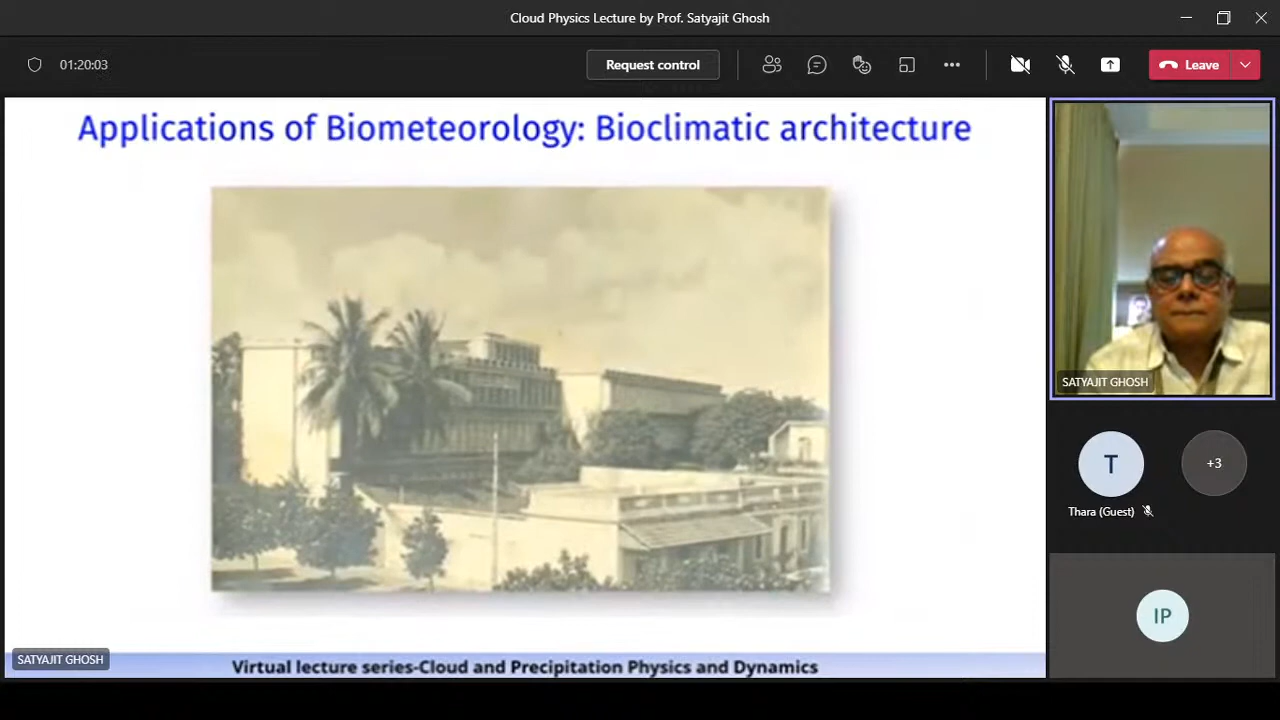 Cloud Physics Lecture by Prof. Satyajit Ghosh
01:20:03
Request control
Leave
Applications of Biometeorology: Bioclimatic architecture
SATYAJIT GHOSH
T
+3
Thara (Guest)
IP
SATYAJIT GHOSH
Virtual lecture series-Cloud and Precipitation Physics and Dynamics